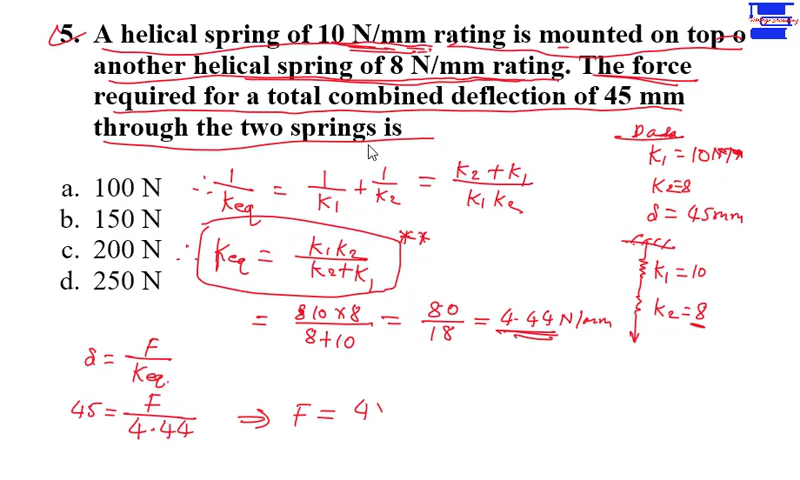 5. A helical spring of 10 N/mm rating is mounted on top o
another helical spring of 8 N/mm rating. The force
required for a total combined deflection of 45 mm
through the two springs is
Data
K₁ = 10 N/mm
K₂=8
δ = 45mm
a. 100 N
b. 150 N
c. 200 N
d. 250 N
∴ 1/Keq = 1/K₁ + 1/K₂ = K₂ + K₁ / K₁ K₂
∴ Keq = K₁K₂ / K₂+K₁ **
K₁ = 10
K₂ = 8
= 10 × 8 / 8+10 = 80 / 18 = 4.44 N/mm
δ = F / Keq.
45 = F / 4.44 ⇒ F = 4